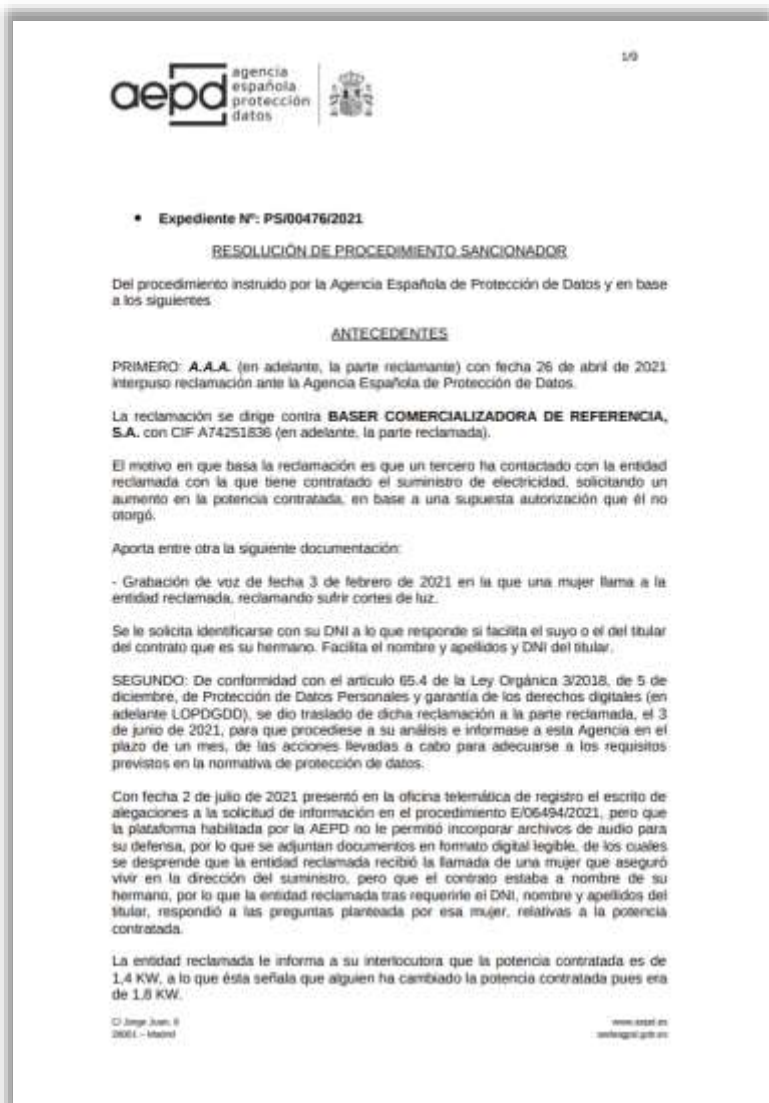 1/9
aepd
agencia
española
protección
datos
• Expediente Nº: PS/00476/2021
RESOLUCIÓN DE PROCEDIMIENTO SANCIONADOR
Del procedimiento instruido por la Agencia Española de Protección de Datos y en base
a los siguientes
ANTECEDENTES
PRIMERO: A.A.A. (en adelante, la parte reclamante) con fecha 26 de abril de 2021
interpuso reclamación ante la Agencia Española de Protección de Datos.
La reclamación se dirige contra BASER COMERCIALIZADORA DE REFERENCIA,
S.A. con CIF A74251836 (en adelante, la parte reclamada).
El motivo en que basa la reclamación es que un tercero ha contactado con la entidad
reclamada con la que tiene contratado el suministro de electricidad, solicitando un
aumento en la potencia contratada, en base a una supuesta autorización que él no
otorgó.
Aporta entre otra la siguiente documentación:
- Grabación de voz de fecha 3 de febrero de 2021 en la que una mujer llama a la
entidad reclamada, reclamando sufrir cortes de luz.
Se le solicita identificarse con su DNI a lo que responde si facilita el suyo o el del titular
del contrato que es su hermano. Facilita el nombre y apellidos y DNI del titular.
SEGUNDO: De conformidad con el artículo 65.4 de la Ley Orgánica 3/2018, de 5 de
diciembre, de Protección de Datos Personales y garantía de los derechos digitales (en
adelante LOPDGDD), se dio traslado de dicha reclamación a la parte reclamada, el 3
de junio de 2021, para que procediese a su análisis e informase a esta Agencia en el
plazo de un mes, de las acciones llevadas a cabo para adecuarse a los requisitos
previstos en la normativa de protección de datos.
Con fecha 2 de julio de 2021 presentó en la oficina telemática de registro el escrito de
alegaciones a la solicitud de información en el procedimiento E/06494/2021, pero que
la plataforma habilitada por la AEPD no le permitió incorporar archivos de audio para
su defensa, por lo que se adjuntan documentos en formato digital legible, de los cuales
se desprende que la entidad reclamada recibió la llamada de una mujer que aseguró
vivir en la dirección del suministro, pero que el contrato estaba a nombre de su
hermano, por lo que la entidad reclamada tras requerirle el DNI, nombre y apellidos del
titular, respondió a las preguntas planteada por esa mujer, relativas a la potencia
contratada.
La entidad reclamada le informa a su interlocutora que la potencia contratada es de
1,4 KW, a lo que ésta señala que alguien ha cambiado la potencia contratada pues era
de 1,8 KW.
C/ Jorge Juan, 6
28001 – Madrid
www.aepd.es
sedeagpd.gob.es